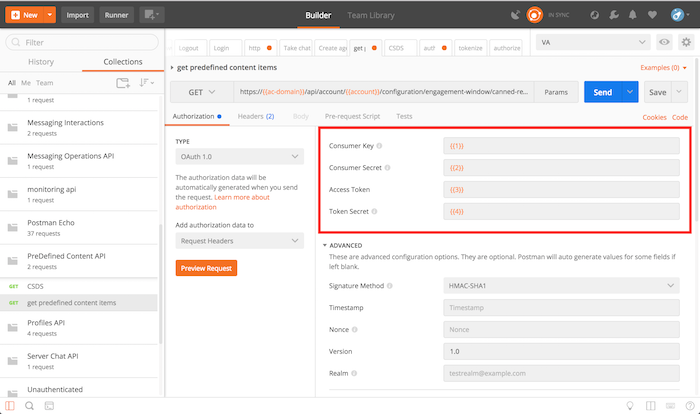 New
Import
Runner
Builder
Team Library
IN SYNC
Filter
History
Collections
All Me Team
1 request
Messaging Interactions
2 requests
Messaging Operations API
1 request
monitoring api
1 request
Postman Echo
37 requests
PreDefined Content API
2 requests
GET CSDS
GET get predefined content items
Profiles API
4 requests
Server Chat API
1 request
Unauthenticated
Logout
Login
http
Take chat
Create age
get p
CSDS
auth
tokenize
authorize
VA
get predefined content items
Examples (0)
GET
https://{{ac-domain}}/api/account/{{account}}/configuration/engagement-window/canned-re...
Params
Send
Save
Authorization
Headers (2)
Body
Pre-request Script
Tests
Cookies
Code
TYPE
OAuth 1.0
The authorization data will be
automatically generated when you send
the request. Learn more about
authorization
Add authorization data to
Request Headers
Preview Request
Consumer Key {{1}}
Consumer Secret {{2}}
Access Token {{3}}
Token Secret {{4}}
ADVANCED
These are advanced configuration options. They are optional. Postman will auto generate values for some fields if
left blank.
Signature Method HMAC-SHA1
Timestamp Timestamp
Nonce Nonce
Version 1.0
Realm testrealm@example.com